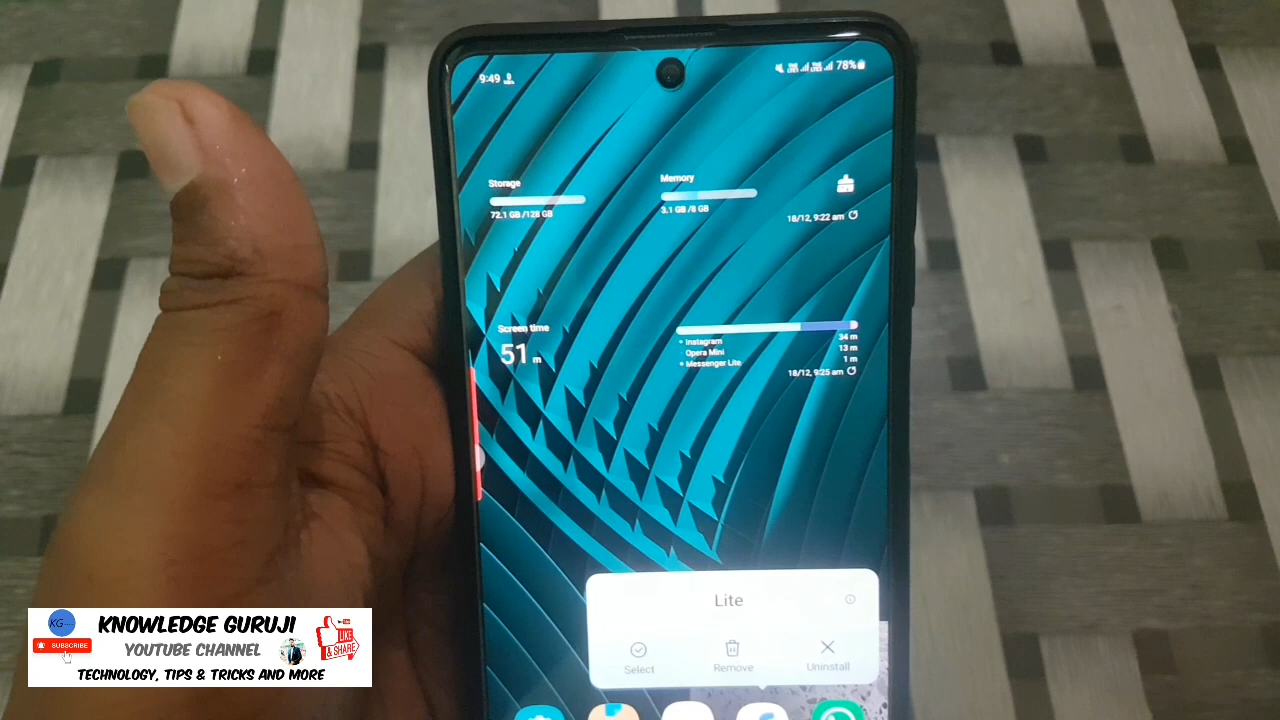 9:49
78%
Storage
72.1 GB /128 GB
Memory
3.1 GB /8 GB
18/12, 9:22 am
Screen time
51 m
Instagram 34 m
Opera Mini 13 m
Messenger Lite 1 m
18/12, 9:25 am
Lite
Select
Remove
Uninstall
KG
KNOWLEDGE GURUJI
SUBSCRIBE
YOUTUBE CHANNEL
LIKE
& SHARE
TECHNOLOGY, TIPS & TRICKS AND MORE